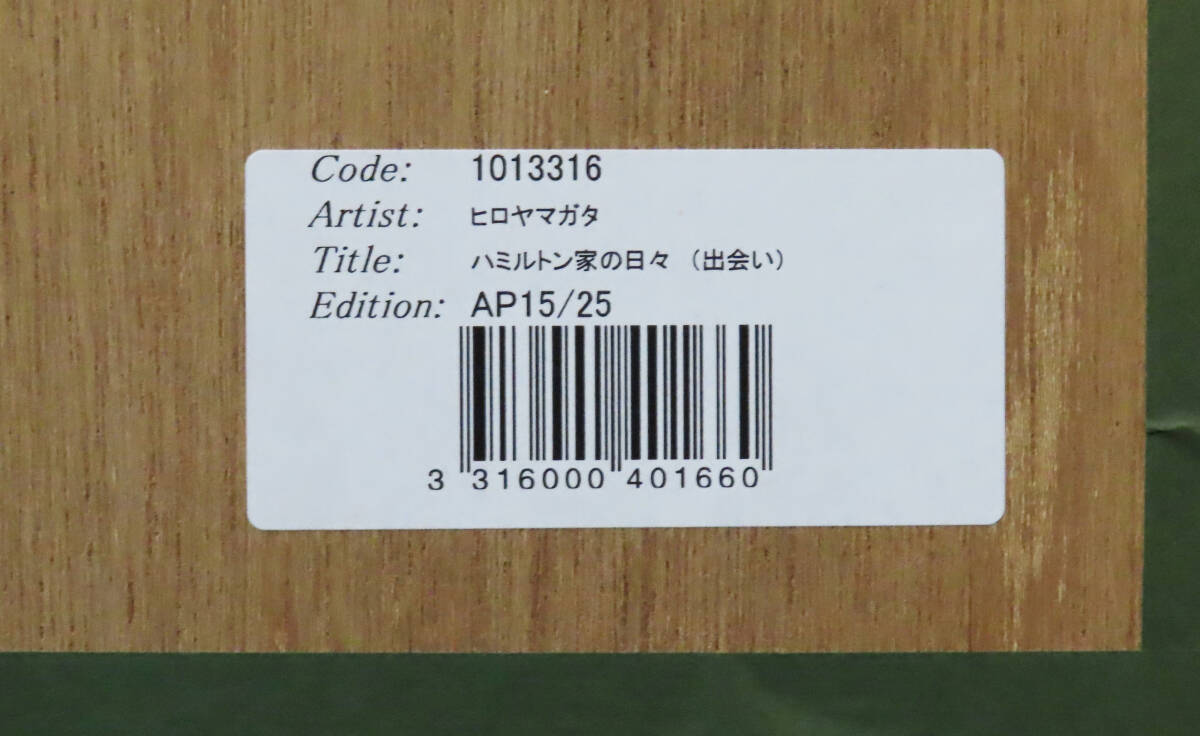 Code: 1013316
Artist: ヒロヤマガタ
Title: ハミルトン家の日々 （出会い）
Edition: AP15/25
3 316000 401660